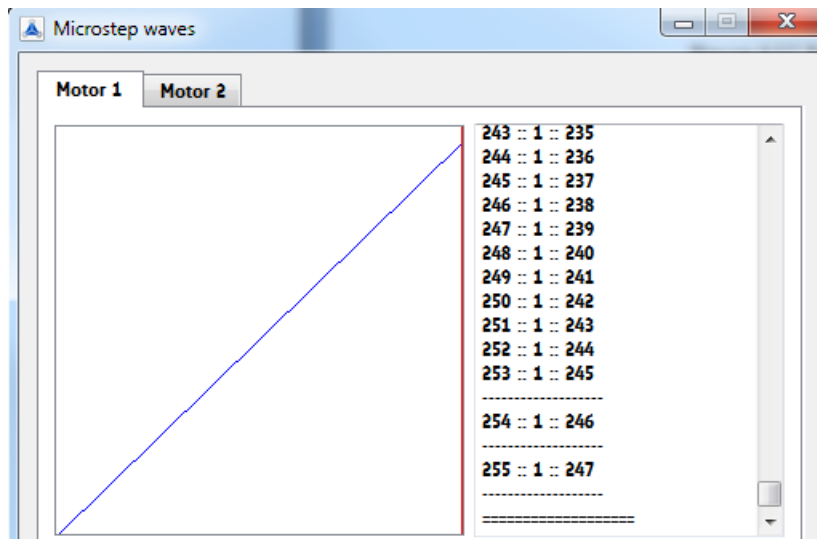 Microstep waves
Motor 1 Motor 2
243 :: 1 :: 235
244 :: 1 :: 236
245 :: 1 :: 237
246 :: 1 :: 238
247 :: 1 :: 239
248 :: 1 :: 240
249 :: 1 :: 241
250 :: 1 :: 242
251 :: 1 :: 243
252 :: 1 :: 244
253 :: 1 :: 245
-------------------
254 :: 1 :: 246
-------------------
255 :: 1 :: 247
-------------------
===================